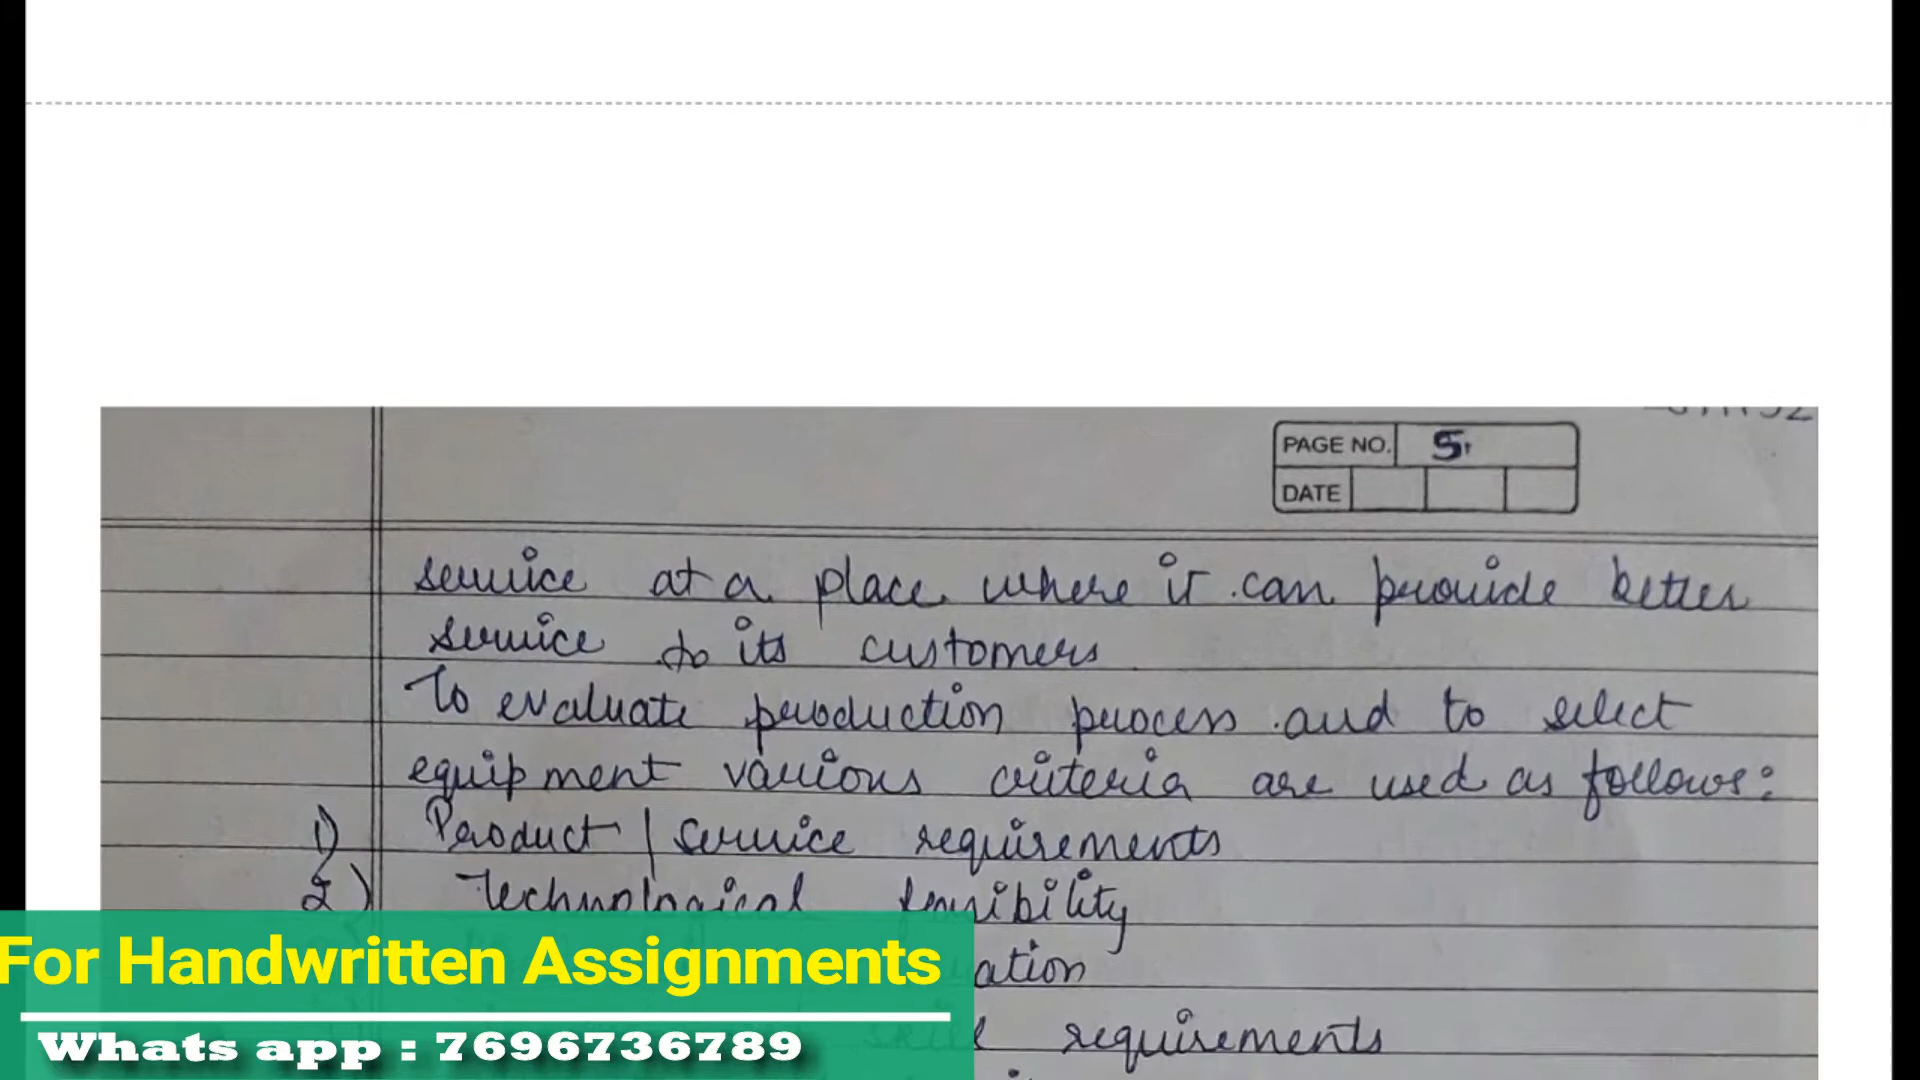 PAGE NO. 5.
DATE
service at a place where it can provide better
service to its customers.
To evaluate production process and to select
equipment various criteria are used as follows:
1) Product / service requirements
2) Technological feasibility
ation
skill requirements
For Handwritten Assignments
Whats app : 7696736789